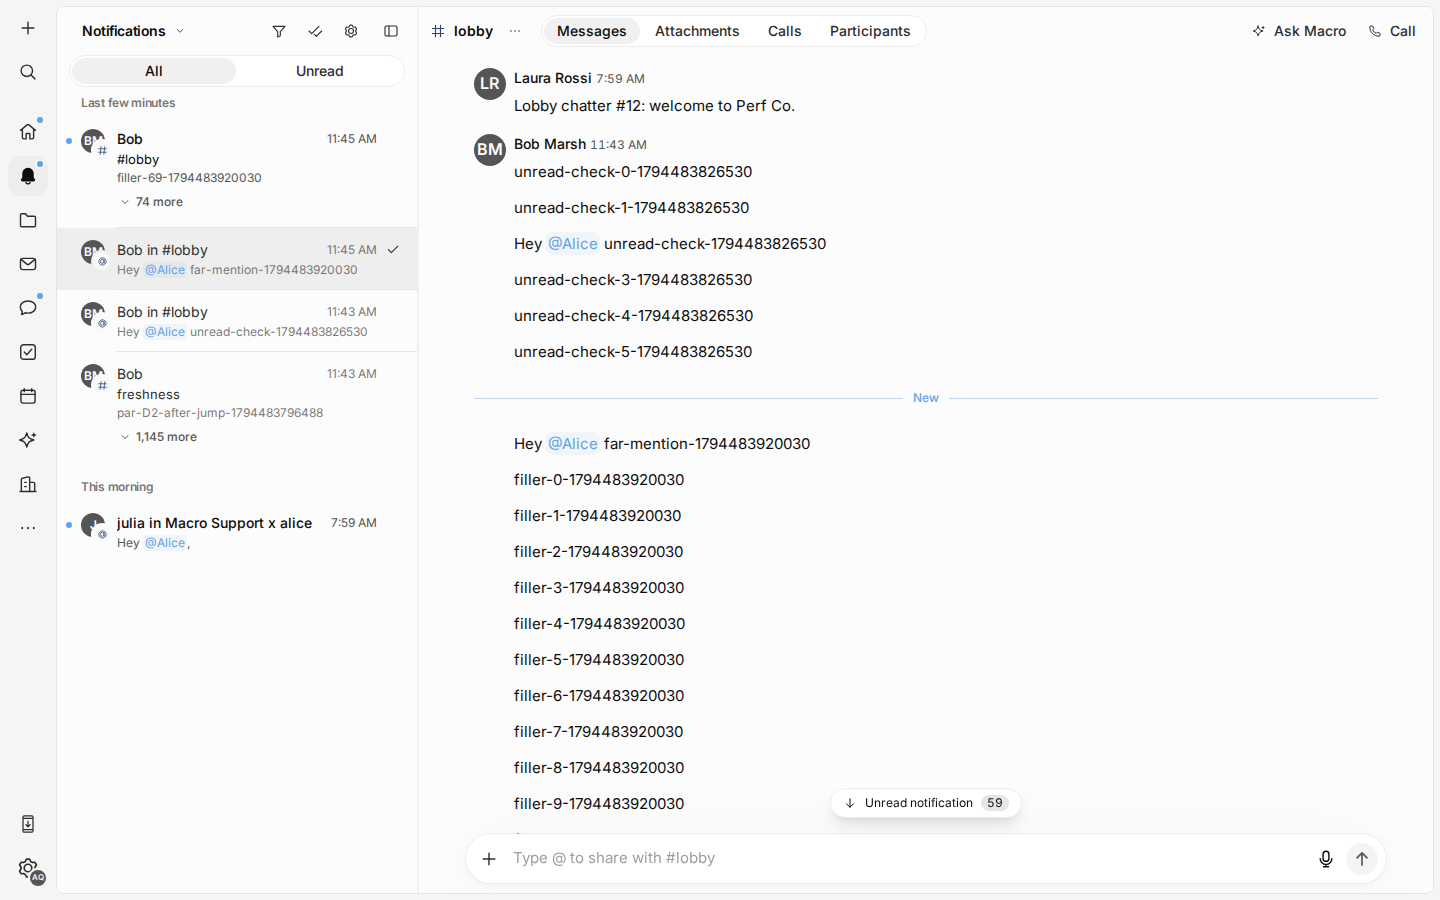 Notifications
All
Unread
Last few minutes
BM
Bob
11:45 AM
#lobby
filler-69-1794483920030
74 more
BM
Bob in #lobby
11:45 AM
Hey @Alice far-mention-1794483920030
BM
Bob in #lobby
11:43 AM
Hey @Alice unread-check-1794483826530
BM
Bob
11:43 AM
freshness
par-D2-after-jump-1794483796488
1,145 more
This morning
J
julia in Macro Support x alice
7:59 AM
Hey @Alice,
AQ
lobby
Messages
Attachments
Calls
Participants
Ask Macro
Call
LR
Laura Rossi 7:59 AM
Lobby chatter #12: welcome to Perf Co.
BM
Bob Marsh 11:43 AM
unread-check-0-1794483826530
unread-check-1-1794483826530
Hey @Alice unread-check-1794483826530
unread-check-3-1794483826530
unread-check-4-1794483826530
unread-check-5-1794483826530
New
Hey @Alice far-mention-1794483920030
filler-0-1794483920030
filler-1-1794483920030
filler-2-1794483920030
filler-3-1794483920030
filler-4-1794483920030
filler-5-1794483920030
filler-6-1794483920030
filler-7-1794483920030
filler-8-1794483920030
filler-9-1794483920030
Unread notification 59
Type @ to share with #lobby